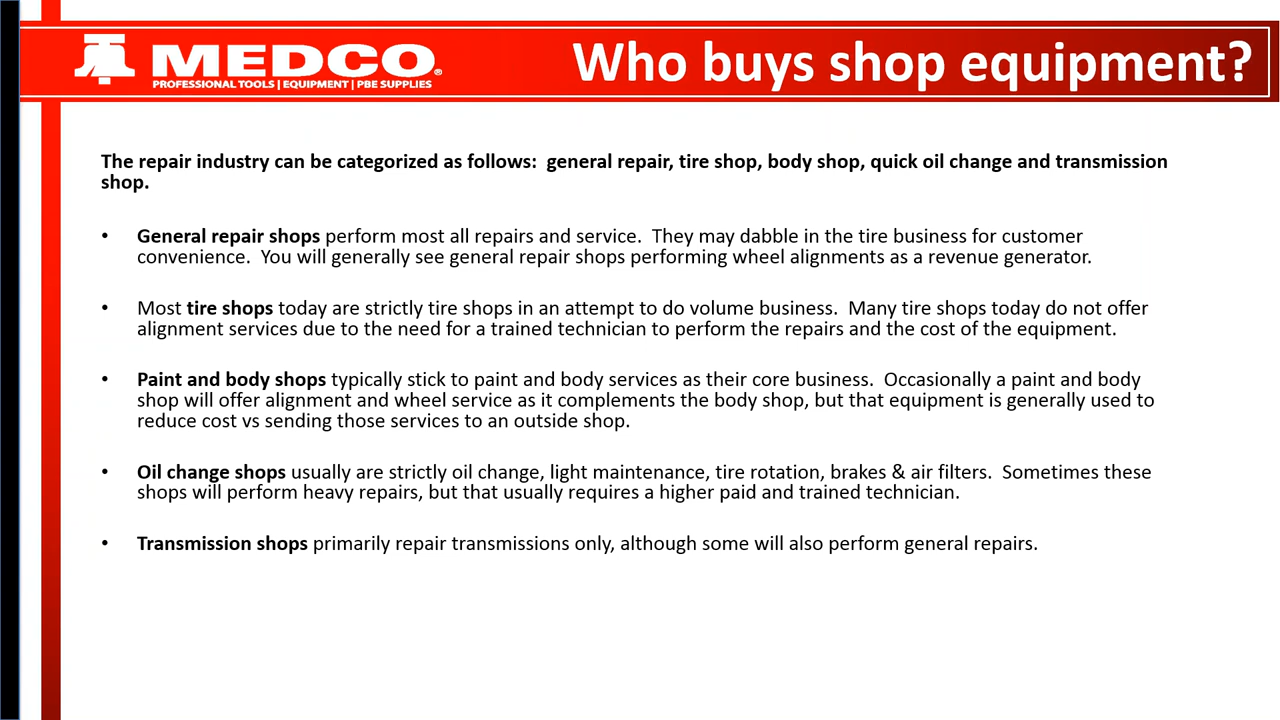 MEDCO®
PROFESSIONAL TOOLS | EQUIPMENT | PBE SUPPLIES
Who buys shop equipment?
The repair industry can be categorized as follows:  general repair, tire shop, body shop, quick oil change and transmission
shop.
• General repair shops perform most all repairs and service.  They may dabble in the tire business for customer
convenience.  You will generally see general repair shops performing wheel alignments as a revenue generator.
• Most tire shops today are strictly tire shops in an attempt to do volume business.  Many tire shops today do not offer
alignment services due to the need for a trained technician to perform the repairs and the cost of the equipment.
• Paint and body shops typically stick to paint and body services as their core business.  Occasionally a paint and body
shop will offer alignment and wheel service as it complements the body shop, but that equipment is generally used to
reduce cost vs sending those services to an outside shop.
• Oil change shops usually are strictly oil change, light maintenance, tire rotation, brakes & air filters.  Sometimes these
shops will perform heavy repairs, but that usually requires a higher paid and trained technician.
• Transmission shops primarily repair transmissions only, although some will also perform general repairs.